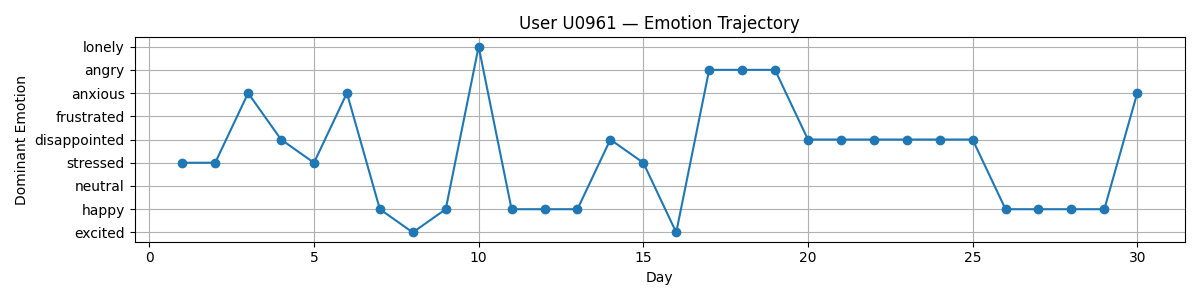 User U0961 — Emotion Trajectory
Dominant Emotion
lonely
angry
anxious
frustrated
disappointed
stressed
neutral
happy
excited
0 5 10 15 20 25 30
Day